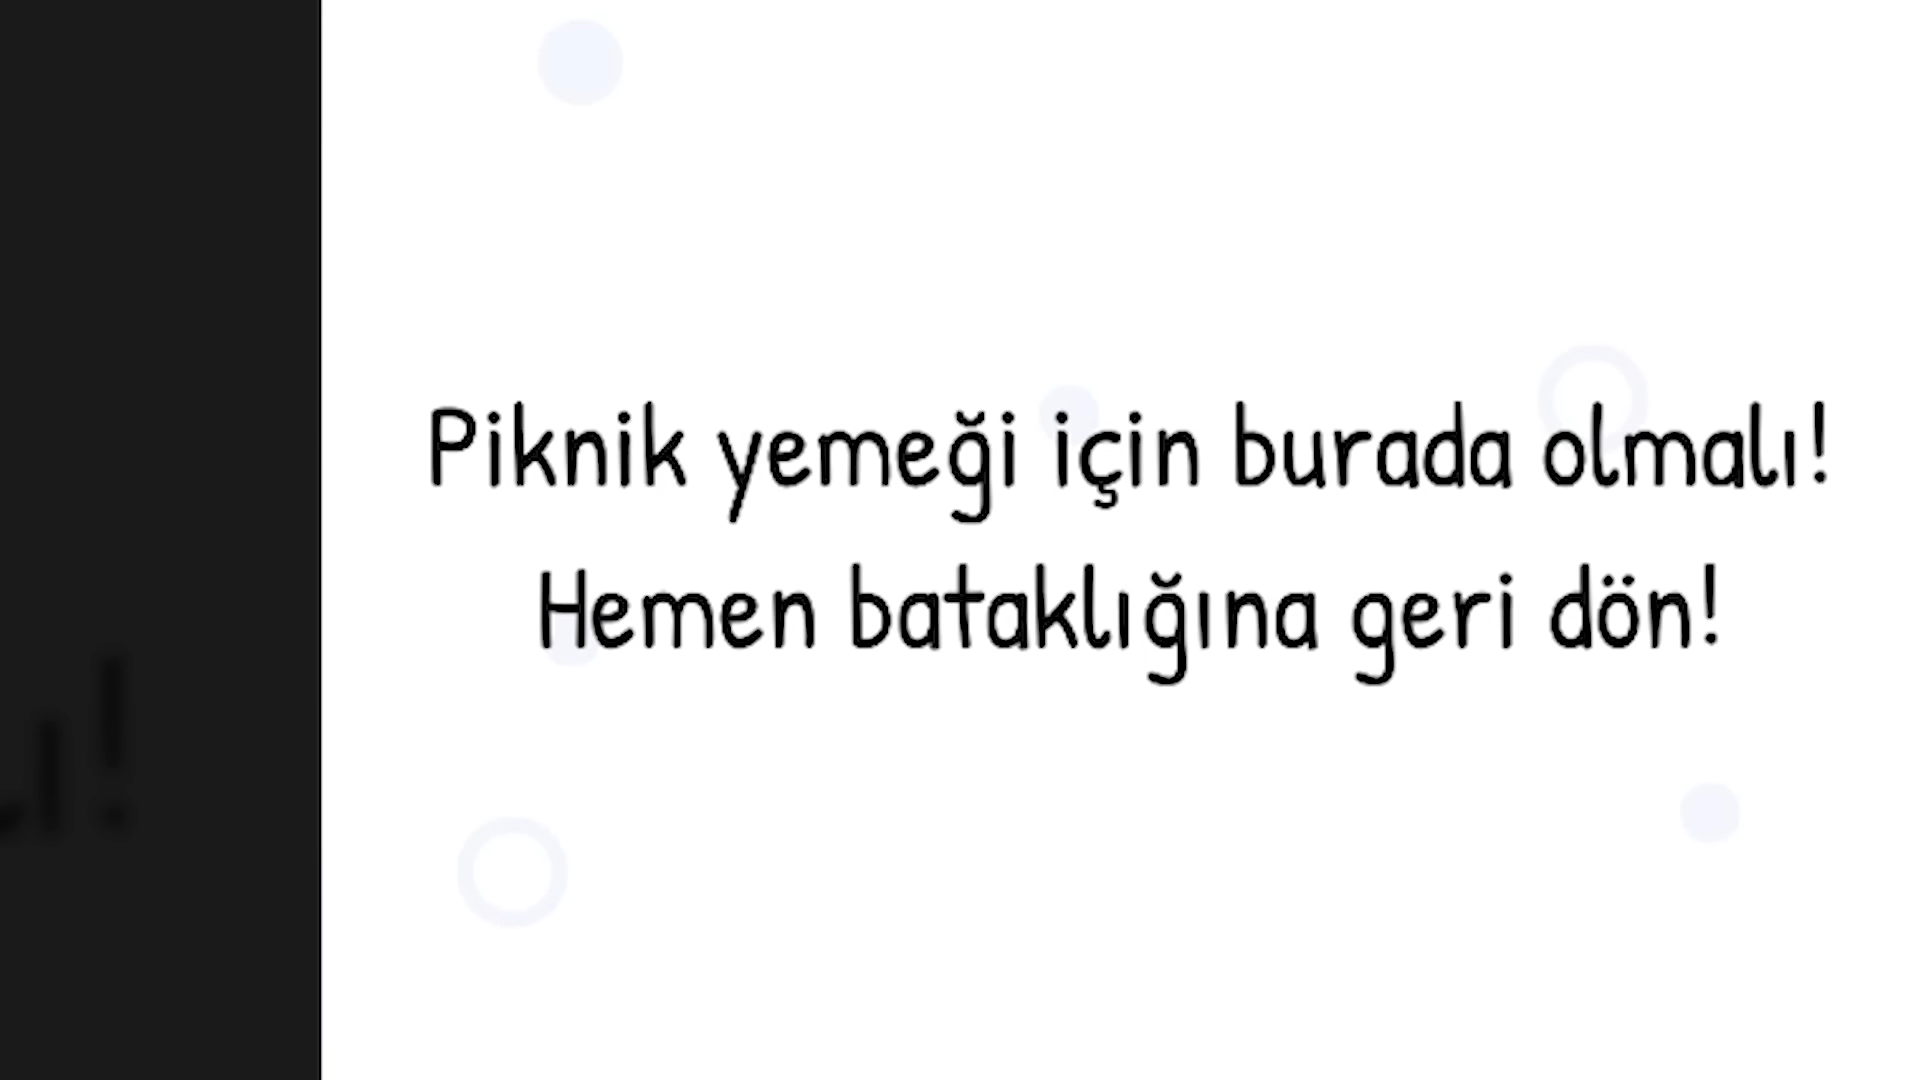 Piknik yemeği için burada olmalı!
Hemen bataklığına geri dön!